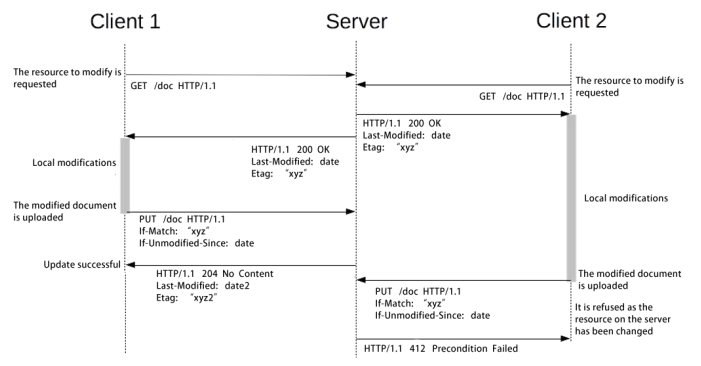 Client 1
Server
Client 2
The resource to modify is
requested
GET /doc HTTP/1.1
The resource to modify is
requested
GET /doc HTTP/1.1
HTTP/1.1 200 OK
Last-Modified: date
Etag: "xyz"
HTTP/1.1 200 OK
Last-Modified: date
Etag: "xyz"
Local modifications
Local modifications
The modified document
is uploaded
PUT /doc HTTP/1.1
If-Match: "xyz"
If-Unmodified-Since: date
Update successful
HTTP/1.1 204 No Content
Last-Modified: date2
Etag: "xyz2"
The modified document
is uploaded
PUT /doc HTTP/1.1
If-Match: "xyz"
If-Unmodified-Since: date
It is refused as the
resource on the server
has been changed
HTTP/1.1 412 Precondition Failed